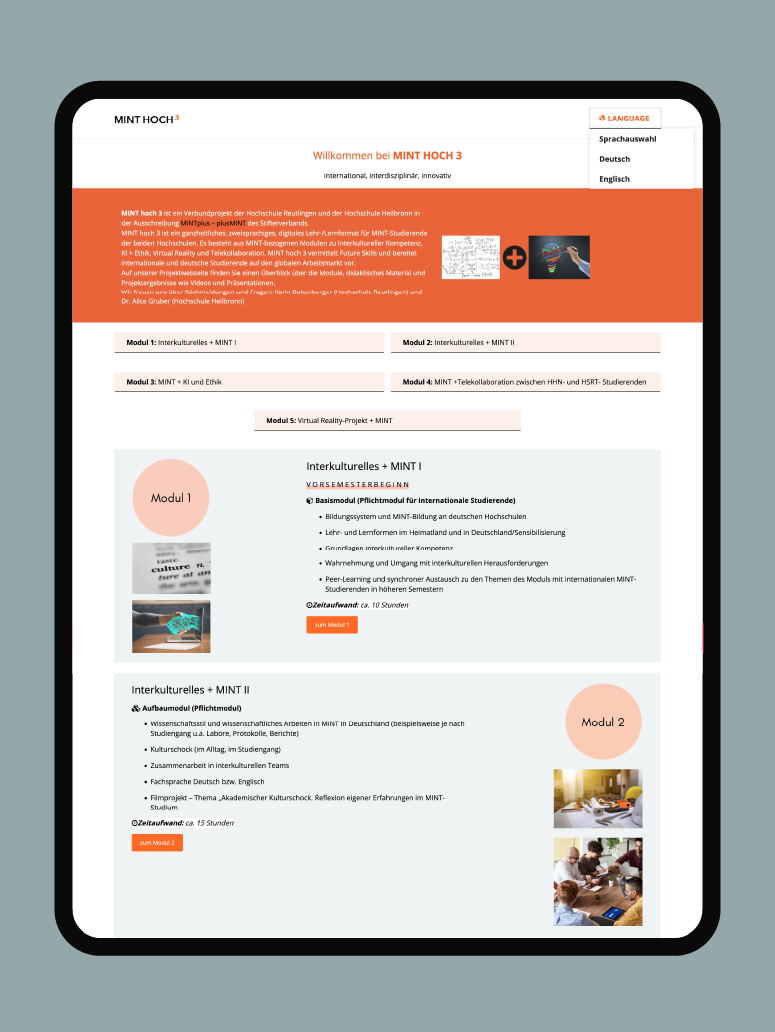 MINT HOCH³
LANGUAGE
Sprachauswahl
Deutsch
Englisch
Willkommen bei MINT HOCH 3
international, interdisziplinär, innovativ
MINT hoch 3 ist ein Verbundprojekt der Hochschule Reutlingen und der Hochschule Heilbronn in
der Ausschreibung MINTplus – plusMINT des Stifterverbands.
MINT hoch 3 ist ein ganzheitliches, zweisprachiges, digitales Lehr-/Lernformat für MINT-Studierende
der beiden Hochschulen. Es besteht aus MINT-bezogenen Modulen zu Interkultureller Kompetenz,
KI + Ethik, Virtual Reality und Telekollaboration. MINT hoch 3 vermittelt Future Skills und bereitet
internationale und deutsche Studierende auf den globalen Arbeitsmarkt vor.
Auf unserer Projektwebseite finden Sie einen Überblick über die Module, didaktisches Material und
Projektergebnisse wie Videos und Präsentationen.
Wir freuen uns über Rückmeldungen und Fragen: (Hochschule Reutlingen) und
Dr. Alice Gruber (Hochschule Heilbronn)
Modul 1: Interkulturelles + MINT I
Modul 2: Interkulturelles + MINT II
Modul 3: MINT + KI und Ethik
Modul 4: MINT +Telekollaboration zwischen HHN- und HSRT- Studierenden
Modul 5: Virtual Reality-Projekt + MINT
Modul 1
taste.
culture n.
ture at an
Interkulturelles + MINT I
VORSEMESTERBEGINN
Basismodul (Pflichtmodul für internationale Studierende)
• Bildungssystem und MINT-Bildung an deutschen Hochschulen
• Lehr- und Lernformen im Heimatland und in Deutschland/Sensibilisierung
• Grundlagen interkultureller Kompetenz
• Wahrnehmung und Umgang mit interkulturellen Herausforderungen
• Peer-Learning und synchroner Austausch zu den Themen des Moduls mit internationalen MINT-
Studierenden in höheren Semestern
Zeitaufwand: ca. 10 Stunden
zum Modul 1
Interkulturelles + MINT II
Aufbaumodul (Pflichtmodul)
• Wissenschaftsstil und wissenschaftliches Arbeiten in MINT in Deutschland (beispielsweise je nach
Studiengang u.a. Labore, Protokolle, Berichte)
• Kulturschock (im Alltag, im Studiengang)
• Zusammenarbeit in interkulturellen Teams
• Fachsprache Deutsch bzw. Englisch
• Filmprojekt – Thema „Akademischer Kulturschock. Reflexion eigener Erfahrungen im MINT-
Studium
Zeitaufwand: ca. 15 Stunden
zum Modul 2
Modul 2